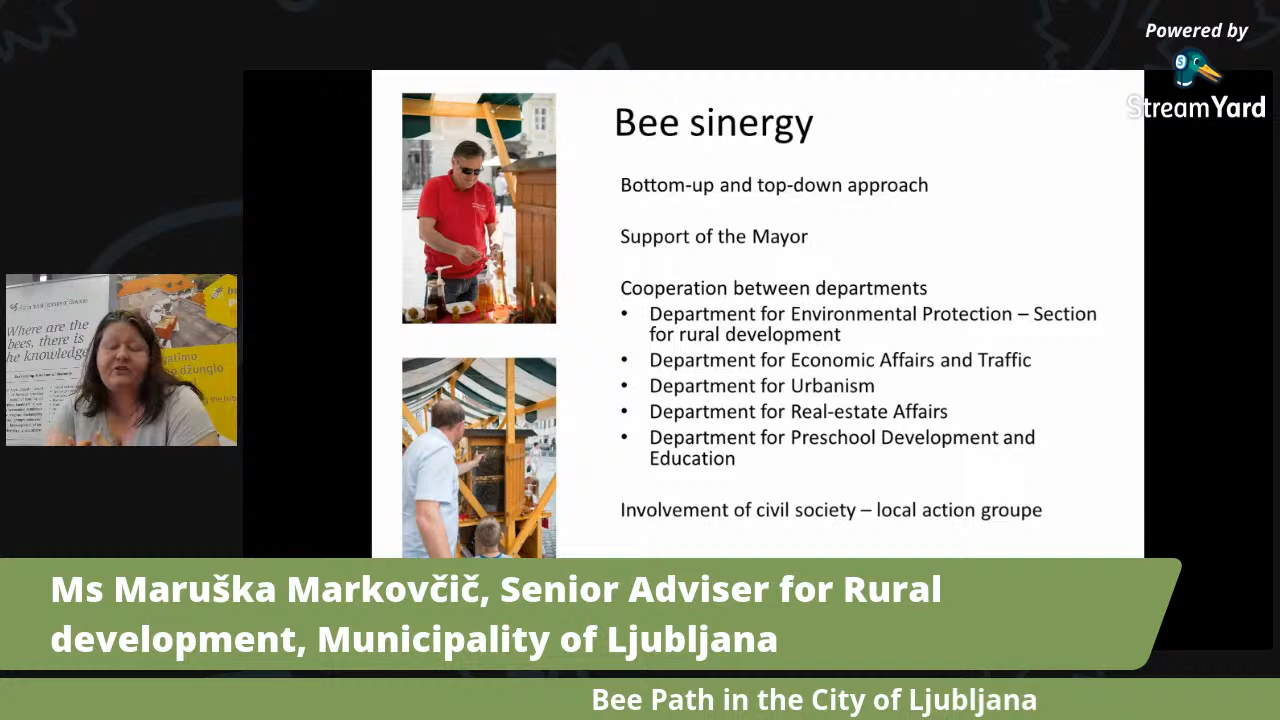 Powered by
StreamYard
Bee sinergy
Bottom-up and top-down approach
Support of the Mayor
Cooperation between departments
• Department for Environmental Protection – Section
for rural development
• Department for Economic Affairs and Traffic
• Department for Urbanism
• Department for Real-estate Affairs
• Department for Preschool Development and
Education
Involvement of civil society – local action groupe
Where are the
bees, there is
he knowledge
Ms Maruška Markovčič, Senior Adviser for Rural
development, Municipality of Ljubljana
Bee Path in the City of Ljubljana